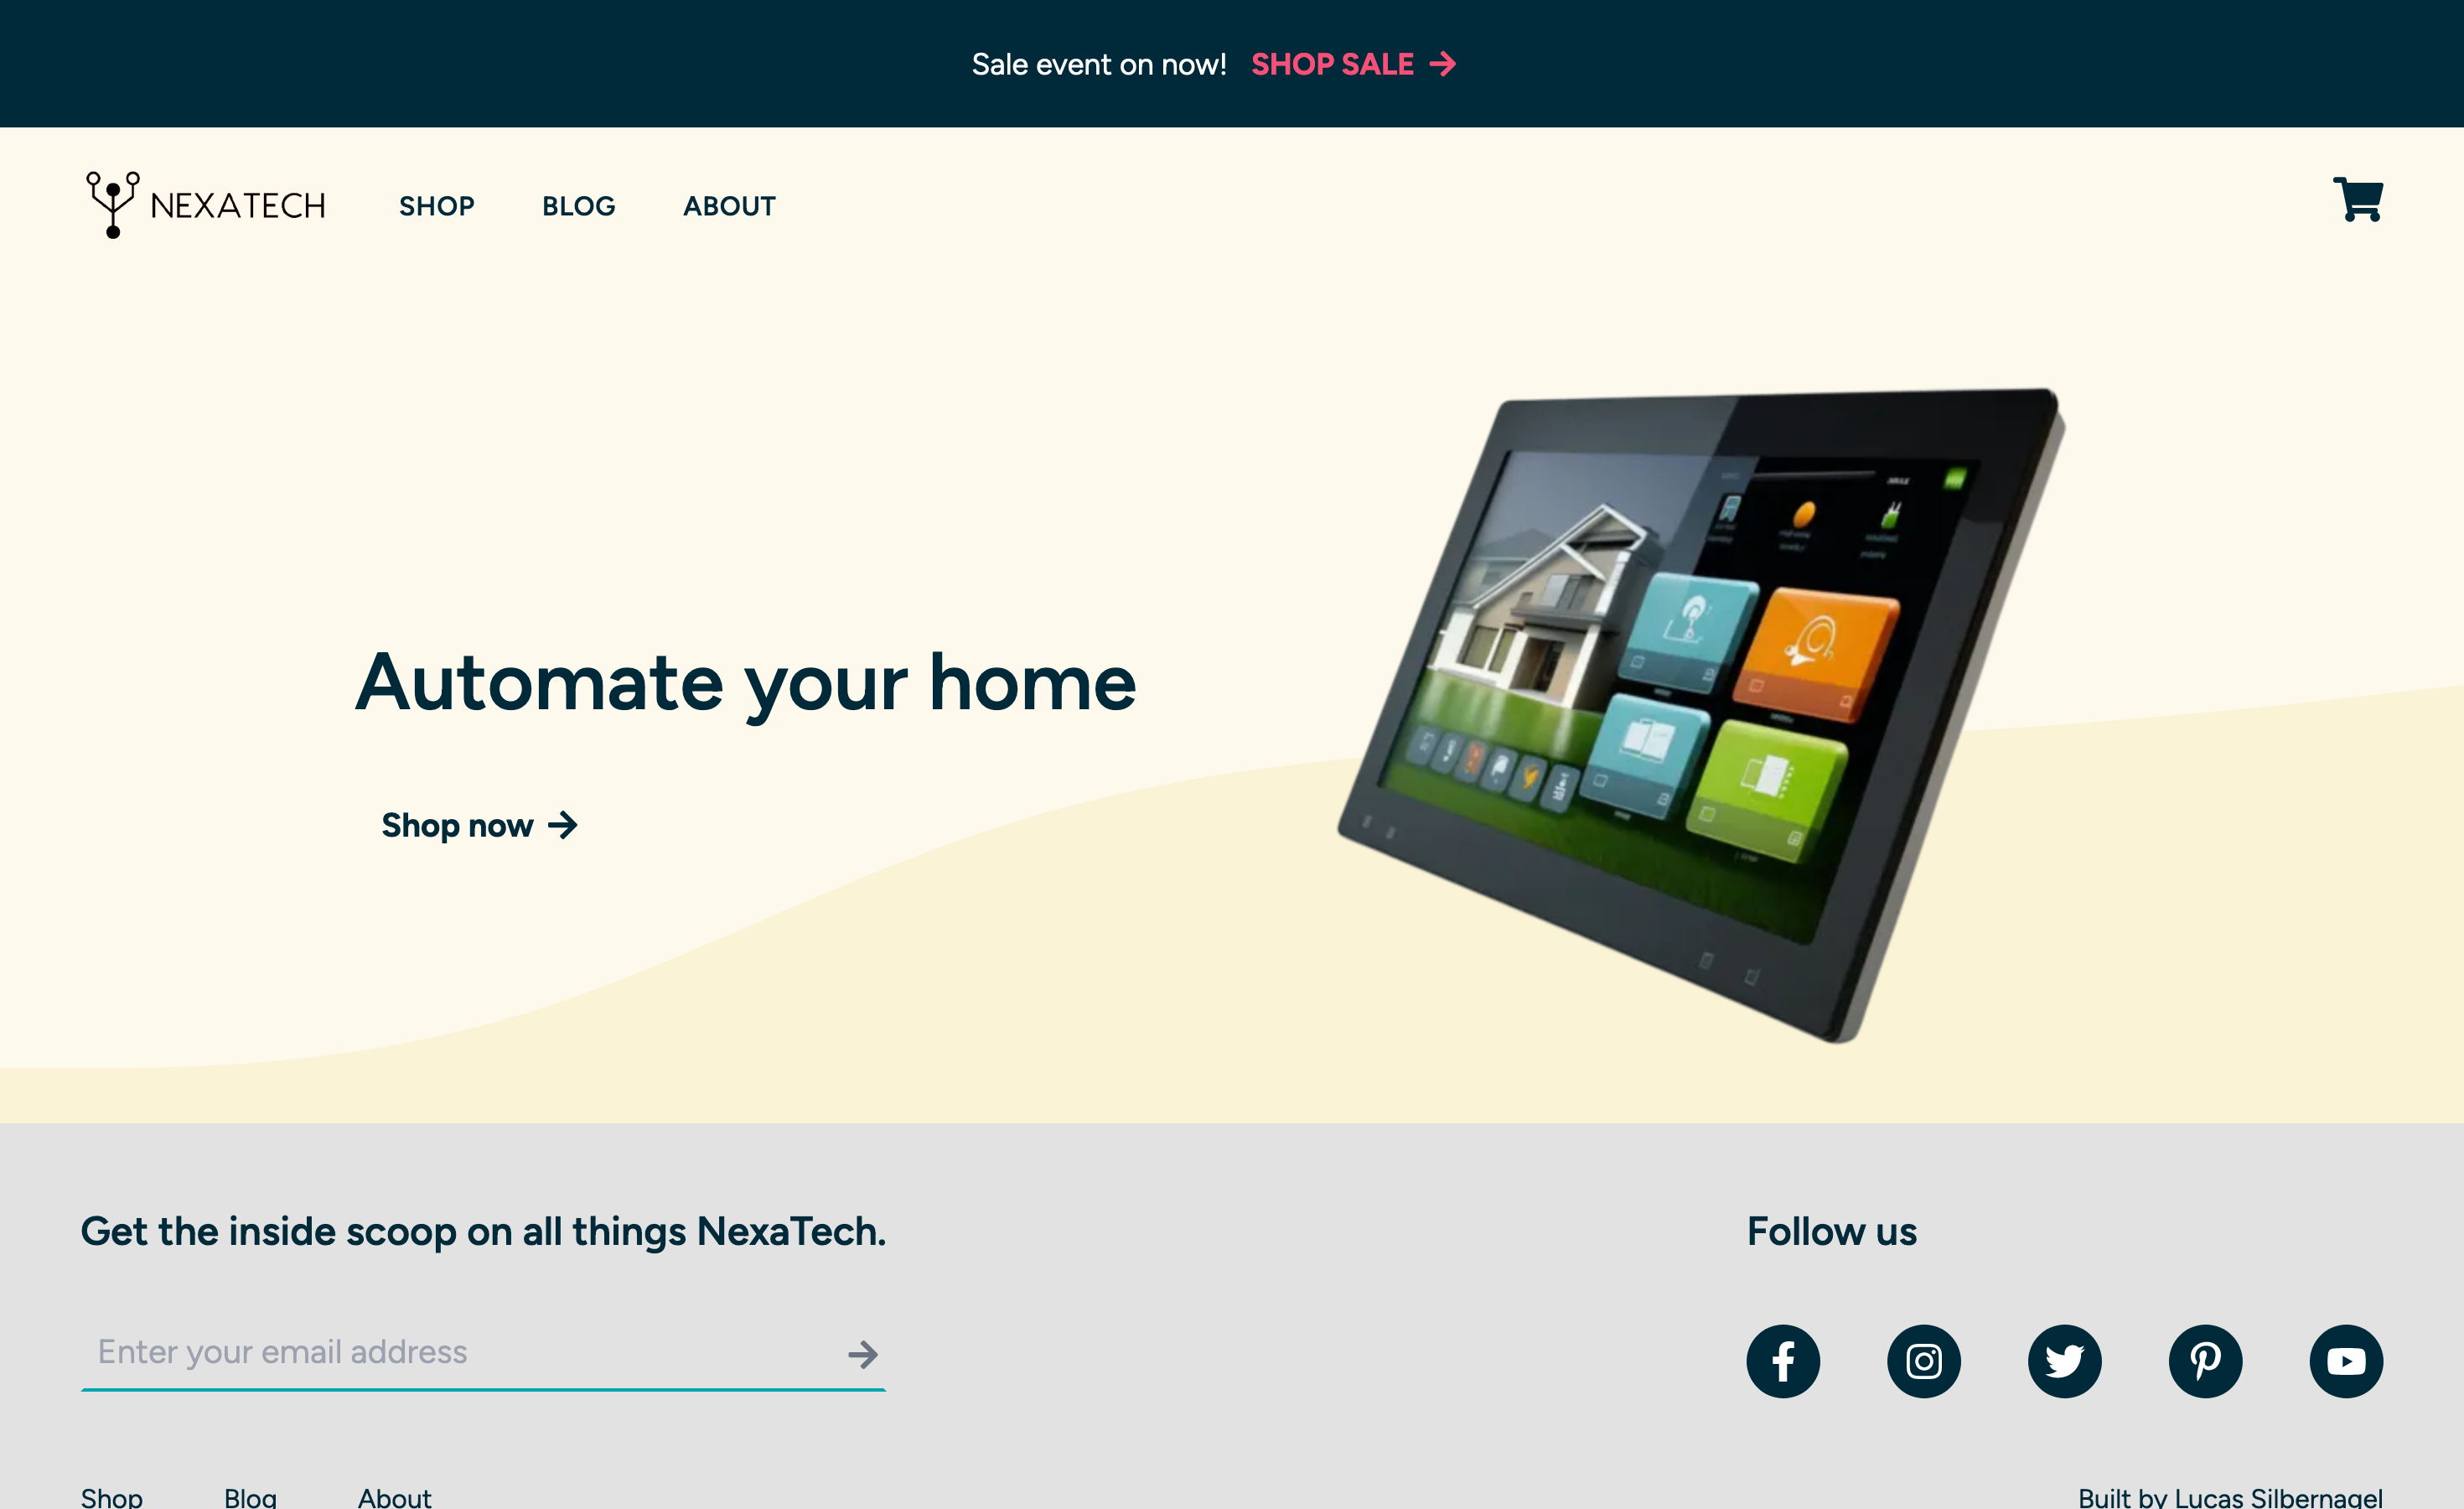 Sale event on now! SHOP SALE
NEXATECH SHOP BLOG ABOUT
Automate your home
Shop now
Get the inside scoop on all things NexaTech.
Follow us
Enter your email address
Shop Blog About
Built by Lucas Silbernagel